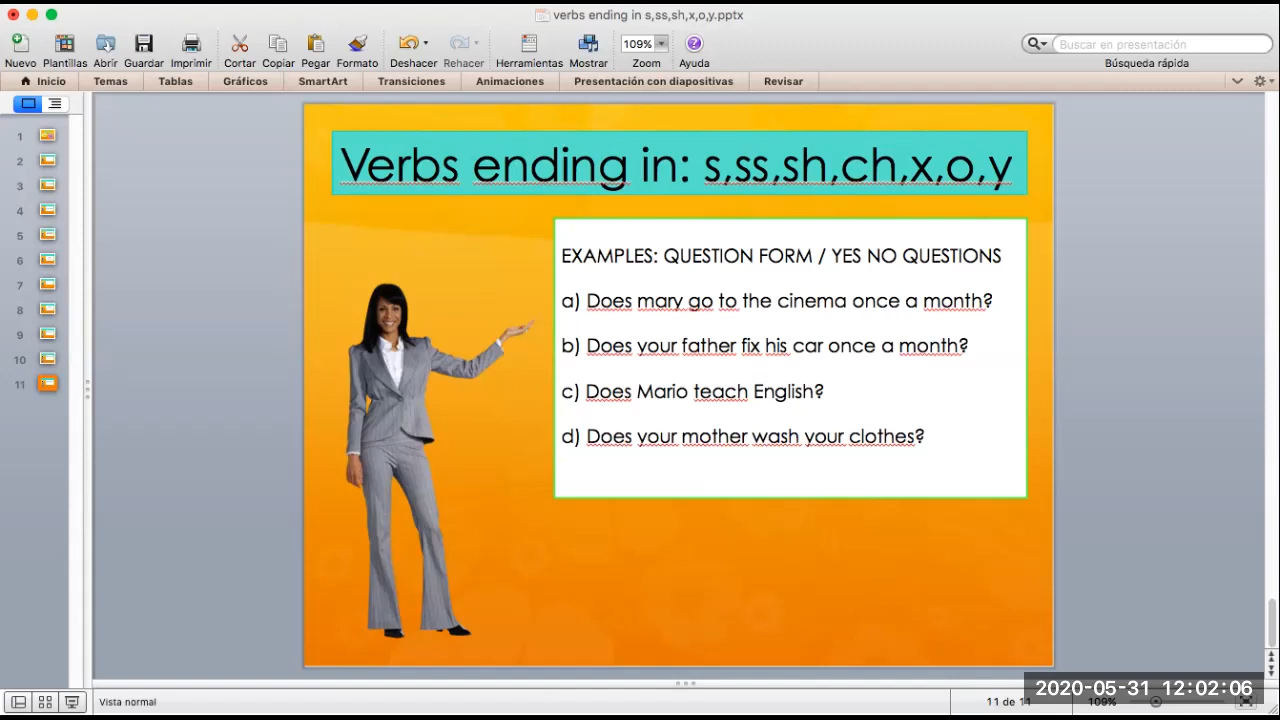 verbs ending in s,ss,sh,x,o,y.pptx
Nuevo Plantillas Abrir Guardar Imprimir Cortar Copiar Pegar Formato Deshacer Rehacer Herramientas Mostrar 109% Zoom Ayuda Buscar en presentación Búsqueda rápida
Inicio Temas Tablas Gráficos SmartArt Transiciones Animaciones Presentación con diapositivas Revisar
1
2
3
4
5
6
7
8
9
10
11
Verbs ending in: s,ss,sh,ch,x,o,y
EXAMPLES: QUESTION FORM / YES NO QUESTIONS
a) Does mary go to the cinema once a month?
b) Does your father fix his car once a month?
c) Does Mario teach English?
d) Does your mother wash your clothes?
2020-05-31 12:02:06
Vista normal 11 de 11 109%